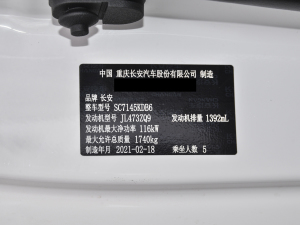 中国 重庆长安汽车股份有限公司 制造
品牌 长安
整车型号 SC7145KDB6
发动机型号 JL473ZQ9 发动机排量 1392mL
发动机最大净功率 116kW
最大允许总质量 1740kg
制造年月 2021-02-18 乘坐人数 5